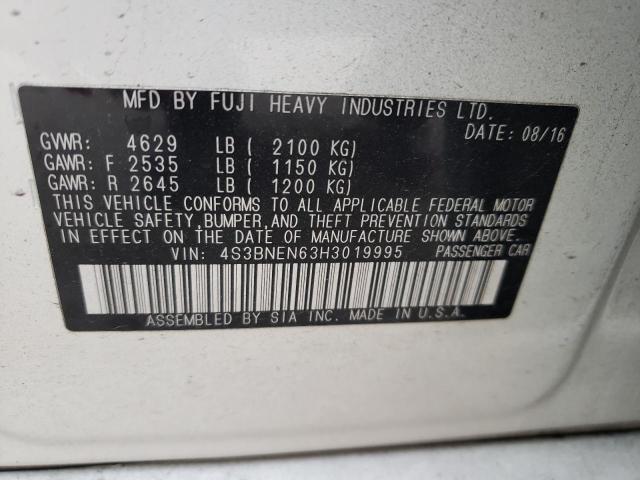 MFD BY FUJI HEAVY INDUSTRIES LTD.
DATE: 08/16
GVWR: 4629 LB ( 2100 KG)
GAWR: F 2535 LB ( 1150 KG)
GAWR: R 2645 LB ( 1200 KG)
THIS VEHICLE CONFORMS TO ALL APPLICABLE FEDERAL MOTOR
VEHICLE SAFETY, BUMPER, AND THEFT PREVENTION STANDARDS
IN EFFECT ON THE DATE OF MANUFACTURE SHOWN ABOVE.
VIN: 4S3BNEN63H3019995 PASSENGER CAR
ASSEMBLED BY SIA INC. MADE IN U.S.A.